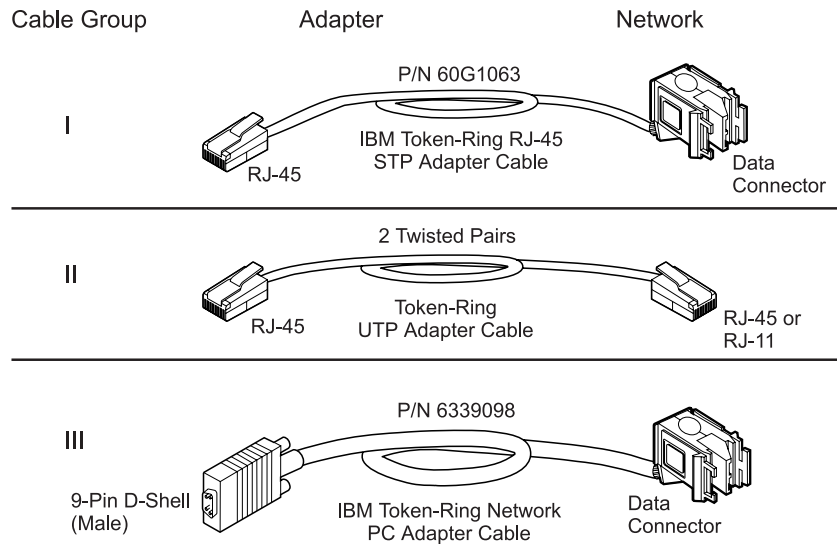 Cable Group Adapter Network
P/N 60G1063
I
IBM Token-Ring RJ-45
STP Adapter Cable
RJ-45
Data
Connector
2 Twisted Pairs
II
Token-Ring
UTP Adapter Cable
RJ-45
RJ-45 or
RJ-11
P/N 6339098
III
9-Pin D-Shell
(Male)
IBM Token-Ring Network
PC Adapter Cable
Data
Connector